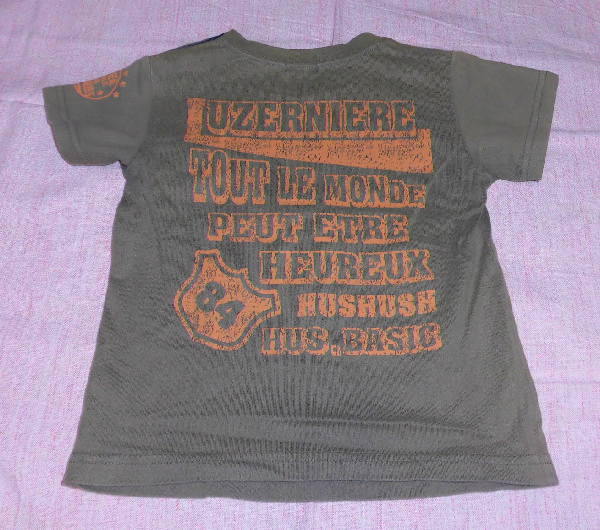 LUZERNIERE
TOUT LE MONDE
PEUT ETRE
HEUREUX
84
HUSHUSH
HUS.BASIC